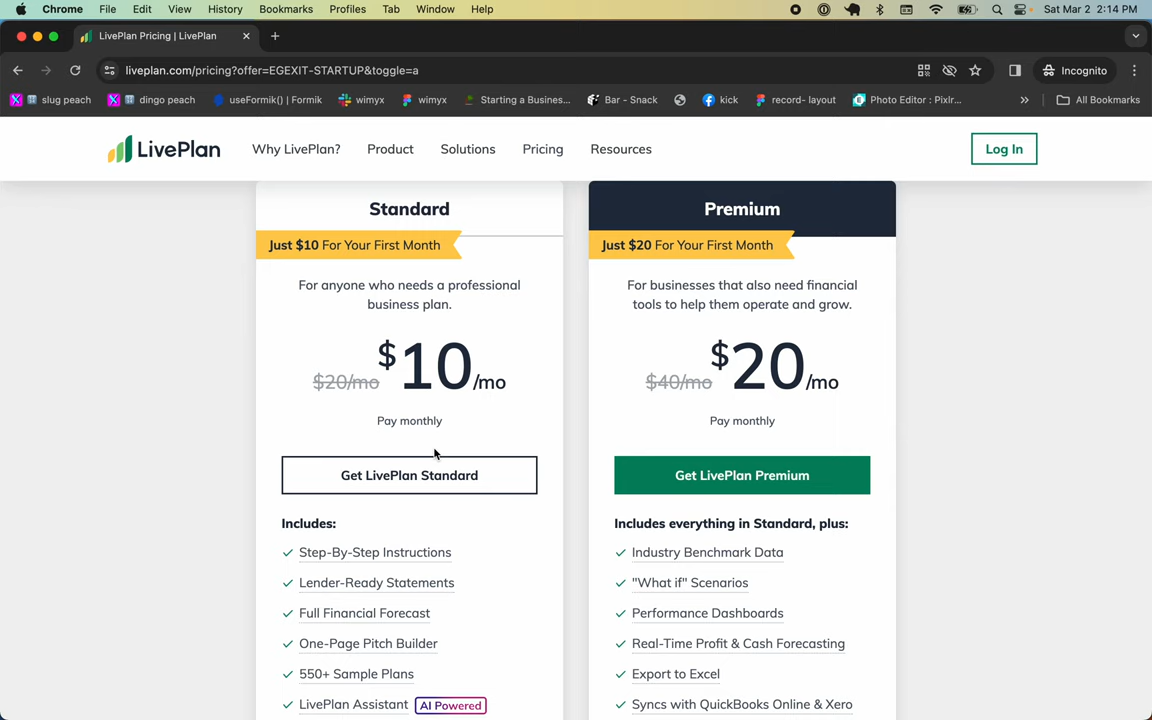 Chrome File Edit View History Bookmarks Profiles Tab Window Help Sat Mar 2 2:14 PM
LivePlan Pricing | LivePlan
liveplan.com/pricing?offer=EGEXIT-STARTUP&toggle=a
Incognito
slug peach dingo peach useFormik() | Formik wimyx wimyx Starting a Busines... Bar - Snack kick record- layout Photo Editor : Pixlr... » All Bookmarks
LivePlan Why LivePlan? Product Solutions Pricing Resources Log In
Standard
Just $10 For Your First Month
For anyone who needs a professional
business plan.
$20/mo $10/mo
Pay monthly
Get LivePlan Standard
Includes:
Step-By-Step Instructions
Lender-Ready Statements
Full Financial Forecast
One-Page Pitch Builder
550+ Sample Plans
LivePlan Assistant AI Powered
Premium
Just $20 For Your First Month
For businesses that also need financial
tools to help them operate and grow.
$40/mo $20/mo
Pay monthly
Get LivePlan Premium
Includes everything in Standard, plus:
Industry Benchmark Data
"What if" Scenarios
Performance Dashboards
Real-Time Profit & Cash Forecasting
Export to Excel
Syncs with QuickBooks Online & Xero